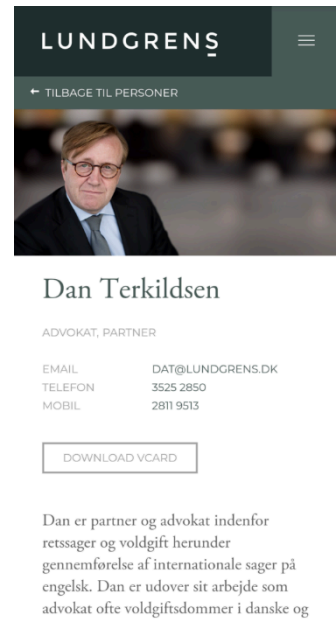 LUNDGRENS
← TILBAGE TIL PERSONER
Dan Terkildsen
ADVOKAT, PARTNER
EMAIL DAT@LUNDGRENS.DK
TELEFON 3525 2850
MOBIL 2811 9513
DOWNLOAD VCARD
Dan er partner og advokat indenfor
retssager og voldgift herunder
gennemførelse af internationale sager på
engelsk. Dan er udover sit arbejde som
advokat ofte voldgiftsdommer i danske og